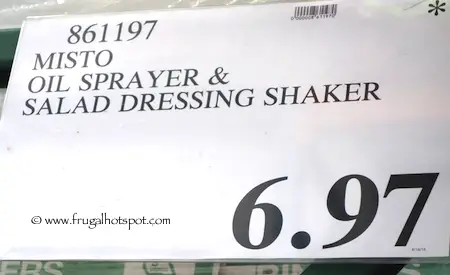 861197
MISTO
OIL SPRAYER &
SALAD DRESSING SHAKER
*
6.97
© www.frugalhotspot.com